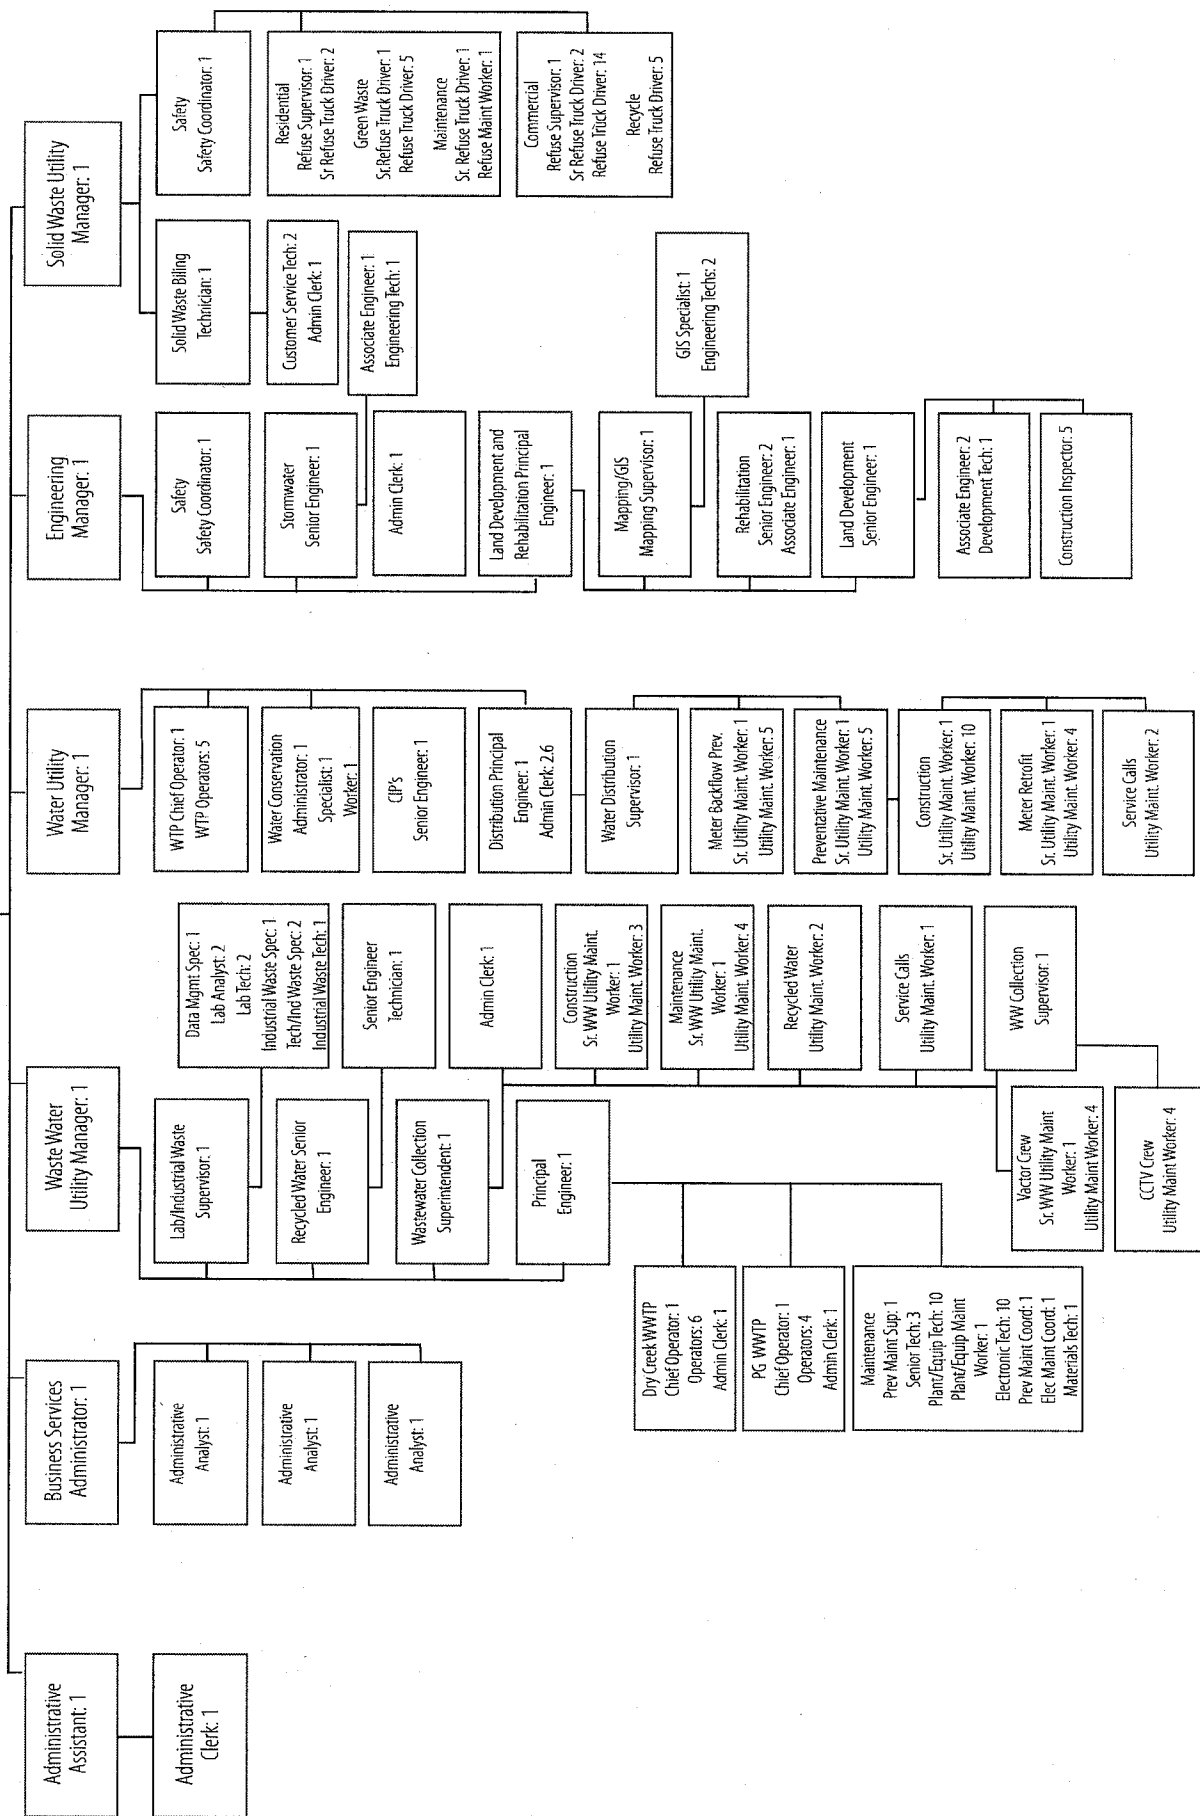 Administrative
Assistant: 1
Administrative
Clerk: 1
Business Services
Administrator: 1
Administrative
Analyst: 1
Administrative
Analyst: 1
Administrative
Analyst: 1
Waste Water
Utility Manager: 1
Lab/Industrial Waste
Supervisor: 1
Data Mgmt Spec: 1
Lab Analyst: 2
Lab Tech: 2
Industrial Waste Spec: 1
Tech/Ind Waste Spec: 2
Industrial Waste Tech: 1
Recycled Water Senior
Engineer: 1
Senior Engineer
Technician: 1
Wastewater Collection
Superintendent: 1
Admin Clerk: 1
Construction
Sr. WW Utility Maint.
Worker: 1
Utility Maint. Worker: 3
Maintenance
Sr. WW Utility Maint.
Worker: 1
Utility Maint. Worker: 4
Recycled Water
Utility Maint. Worker: 2
Service Calls
Utility Maint. Worker: 1
WW Collection
Supervisor: 1
Vactor Crew
Sr. WW Utility Maint
Worker: 1
Utility Maint Worker: 4
CCTV Crew
Utility Maint Worker: 4
Principal
Engineer: 1
Dry Creek WWTP
Chief Operator: 1
Operators: 6
Admin Clerk: 1
PG WWTP
Chief Operator: 1
Operators: 4
Admin Clerk: 1
Maintenance
Prev Maint Sup: 1
Senior Tech: 3
Plant/Equip Tech: 10
Plant/Equip Maint
Worker: 1
Electronic Tech: 10
Prev Maint Coord: 1
Elec Maint Coord: 1
Materials Tech: 1
Water Utility
Manager: 1
WTP Chief Operator: 1
WTP Operators: 5
Water Consvation
Administrator: 1
Specialist: 1
Worker: 1
CIP's
Senior Engineer: 1
Distribution Principal
Engineer: 1
Admin Clerk: 2.6
Water Distribution
Supervisor: 1
Meter Backflow Prev.
Sr. Utility Maint. Worker: 1
Utility Maint. Worker: 5
Preventative Maintenance
Sr. Utility Maint. Worker: 1
Utility Maint. Worker: 5
Construction
Sr. Utility Maint. Worker: 1
Utility Maint. Worker: 10
Meter Retrofit
Sr. Utility Maint. Worker: 1
Utility Maint. Worker: 4
Service Calls
Utility Maint. Worker: 2
Engineering
Manager: 1
Safety
Safety Coordinator: 1
Stormwater
Senior Engineer: 1
Associate Engineer: 1
Engineering Tech: 1
Admin Clerk: 1
Land Development and
Rehabilitation Principal
Engineer: 1
Mapping/GIS
Mapping Supervisor: 1
GIS Specialist: 1
Engineering Techs: 2
Rehabilitation
Senior Engineer: 2
Associate Engineer: 1
Land Development
Senior Engineer: 1
Associate Engineer: 2
Development Tech: 1
Construction Inspector: 5
Solid Waste Utility
Manager: 1
Solid Waste Biling
Technician: 1
Customer Service Tech: 2
Admin Clerk: 1
Safety
Safety Coordinator: 1
Residential
Refuse Supervisor: 1
Sr Refuse Truck Driver: 2
Green Waste
Sr.Refuse Truck Driver: 1
Refuse Truck Driver: 5
Maintenance
Sr. Refuse Truck Driver: 1
Refuse Maint Worker: 1
Commercial
Refuse Supervisor: 1
Sr Refuse Truck Driver: 2
Refuse Truck Driver: 14
Recycle
Refuse Truck Driver: 5